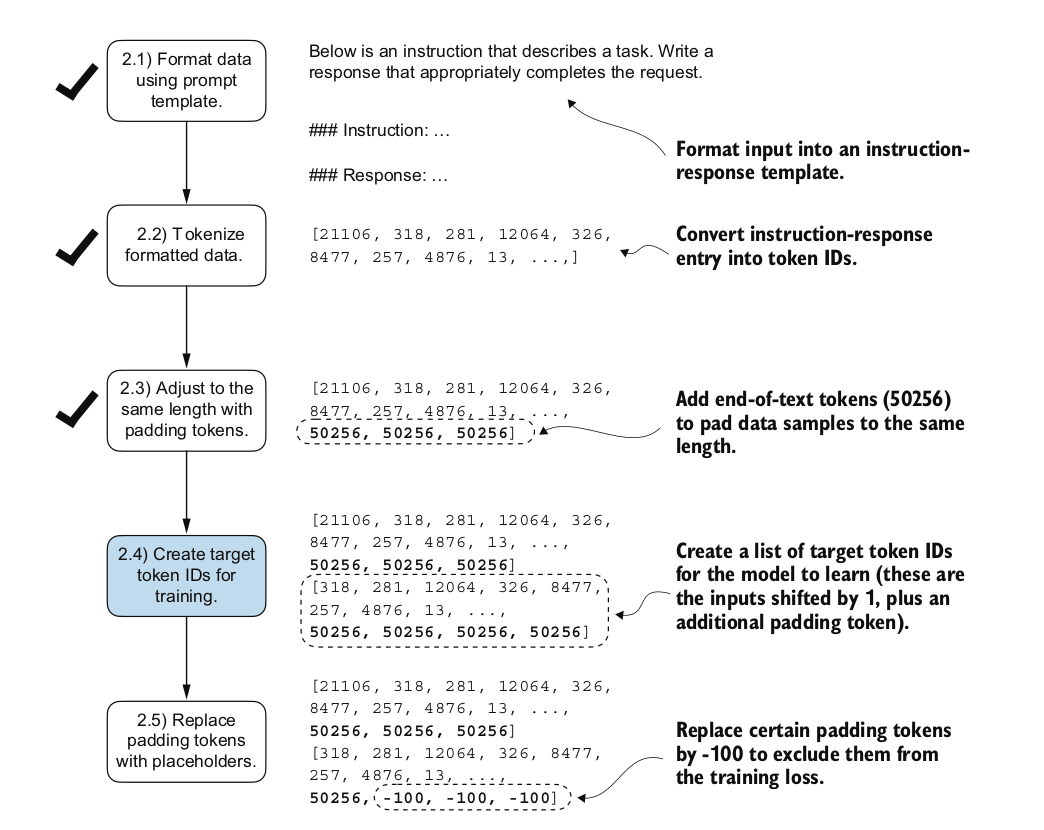 2.1) Format data
using prompt
template.
Below is an instruction that describes a task. Write a
response that appropriately completes the request.
### Instruction: …
### Response: …
Format input into an instruction-
response template.
2.2) Tokenize
formatted data.
[21106, 318, 281, 12064, 326,
8477, 257, 4876, 13, ...,]
Convert instruction-response
entry into token IDs.
2.3) Adjust to the
same length with
padding tokens.
[21106, 318, 281, 12064, 326,
8477, 257, 4876, 13, ...,
50256, 50256, 50256]
Add end-of-text tokens (50256)
to pad data samples to the same
length.
2.4) Create target
token IDs for
training.
[21106, 318, 281, 12064, 326,
8477, 257, 4876, 13, ...,
50256, 50256, 50256]
[318, 281, 12064, 326, 8477,
257, 4876, 13, ...,
50256, 50256, 50256, 50256]
Create a list of target token IDs
for the model to learn (these are
the inputs shifted by 1, plus an
additional padding token).
2.5) Replace
padding tokens
with placeholders.
[21106, 318, 281, 12064, 326,
8477, 257, 4876, 13, ...,
50256, 50256, 50256]
[318, 281, 12064, 326, 8477,
257, 4876, 13, ...,
50256, -100, -100, -100]
Replace certain padding tokens
by -100 to exclude them from
the training loss.